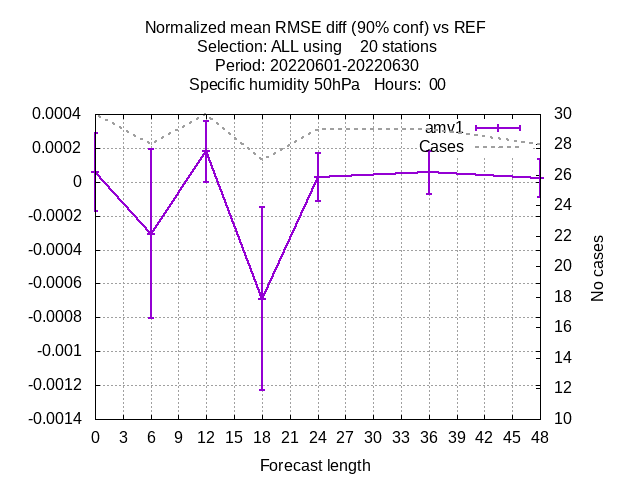 Normalized mean RMSE diff (90% conf) vs REF
Selection: ALL using    20 stations
Period: 20220601-20220630
Specific humidity 50hPa   Hours:  00
0.0004
0.0002
0
-0.0002
-0.0004
-0.0006
-0.0008
-0.001
-0.0012
-0.0014
amv1
Cases
30
28
26
24
22
20
18
16
14
12
10
No cases
0 3 6 9 12 15 18 21 24 27 30 33 36 39 42 45 48
Forecast length